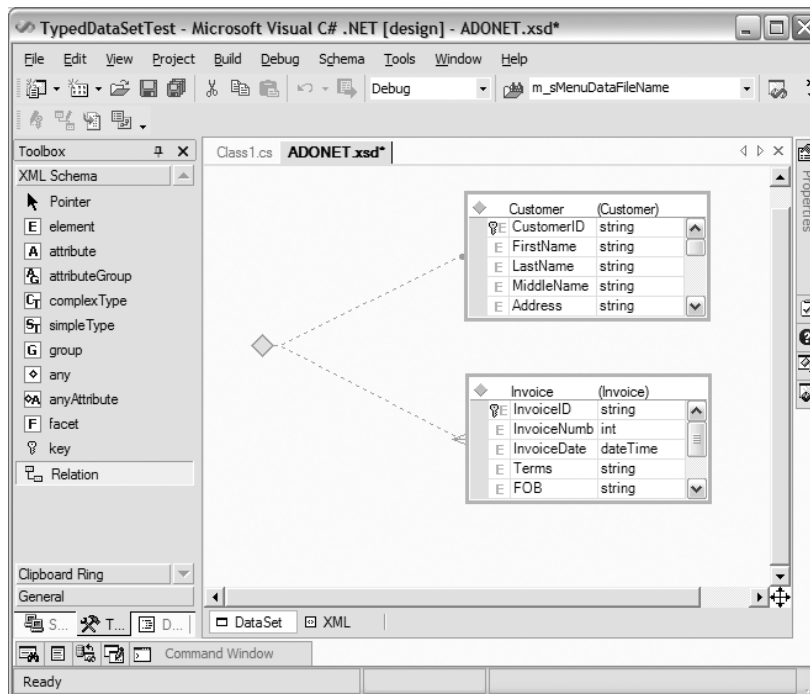 TypedDataSetTest - Microsoft Visual C# .NET [design] - ADONET.xsd*
File Edit View Project Build Debug Schema Tools Window Help
Debug m_sMenuDataFileName
Toolbox
Class1.cs ADONET.xsd*
XML Schema
Pointer
E element
A attribute
attributeGroup
CT complexType
ST simpleType
G group
any
anyAttribute
F facet
key
Relation
Clipboard Ring
General
S... T... D...
Customer (Customer)
E CustomerID string
E FirstName string
E LastName string
E MiddleName string
E Address string
Invoice (Invoice)
E InvoiceID string
E InvoiceNumb int
E InvoiceDate dateTime
E Terms string
E FOB string
Properties
DataSet XML
Command Window
Ready